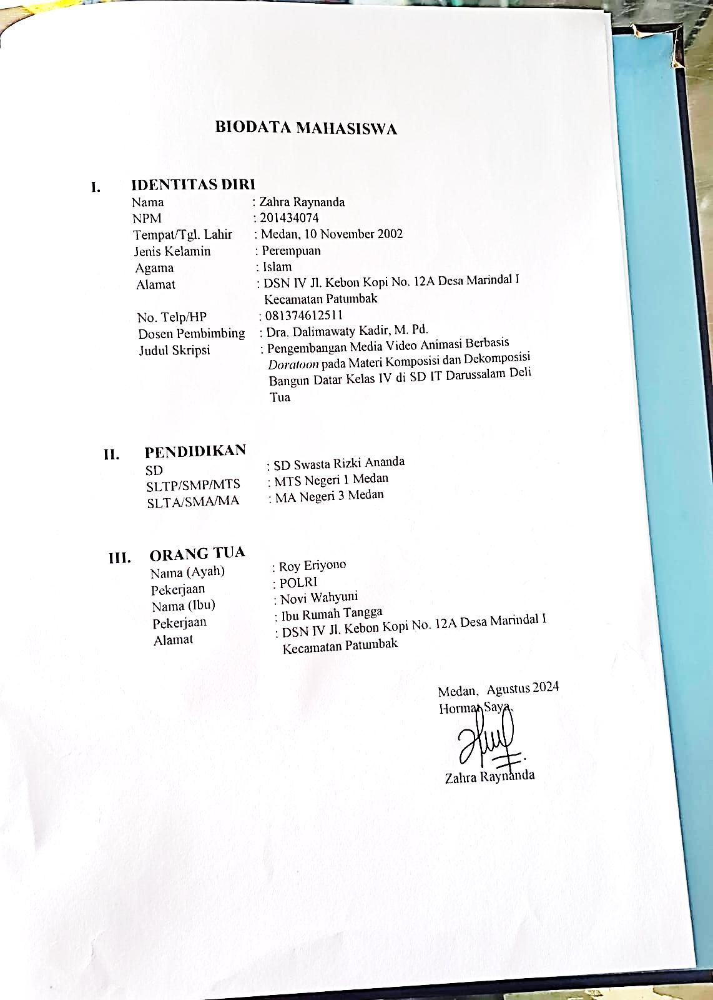 BIODATA MAHASISWA
I. IDENTITAS DIRI
Nama : Zahra Raynanda
NPM : 201434074
Tempat/Tgl. Lahir : Medan, 10 November 2002
Jenis Kelamin : Perempuan
Agama : Islam
Alamat : DSN IV Jl. Kebon Kopi No. 12A Desa Marindal I
Kecamatan Patumbak
No. Telp/HP : 081374612511
Dosen Pembimbing : Dra. Dalimawaty Kadir, M. Pd.
Judul Skripsi : Pengembangan Media Video Animasi Berbasis
Doratoon pada Materi Komposisi dan Dekomposisi
Bangun Datar Kelas IV di SD IT Darussalam Deli
Tua
II. PENDIDIKAN
SD : SD Swasta Rizki Ananda
SLTP/SMP/MTS : MTS Negeri 1 Medan
SLTA/SMA/MA : MA Negeri 3 Medan
III. ORANG TUA
Nama (Ayah) : Roy Eriyono
Pekerjaan : POLRI
Nama (Ibu) : Novi Wahyuni
Pekerjaan : Ibu Rumah Tangga
Alamat : DSN IV Jl. Kebon Kopi No. 12A Desa Marindal I
Kecamatan Patumbak
Medan, Agustus 2024
Hormat Saya,
Zahra Raynanda